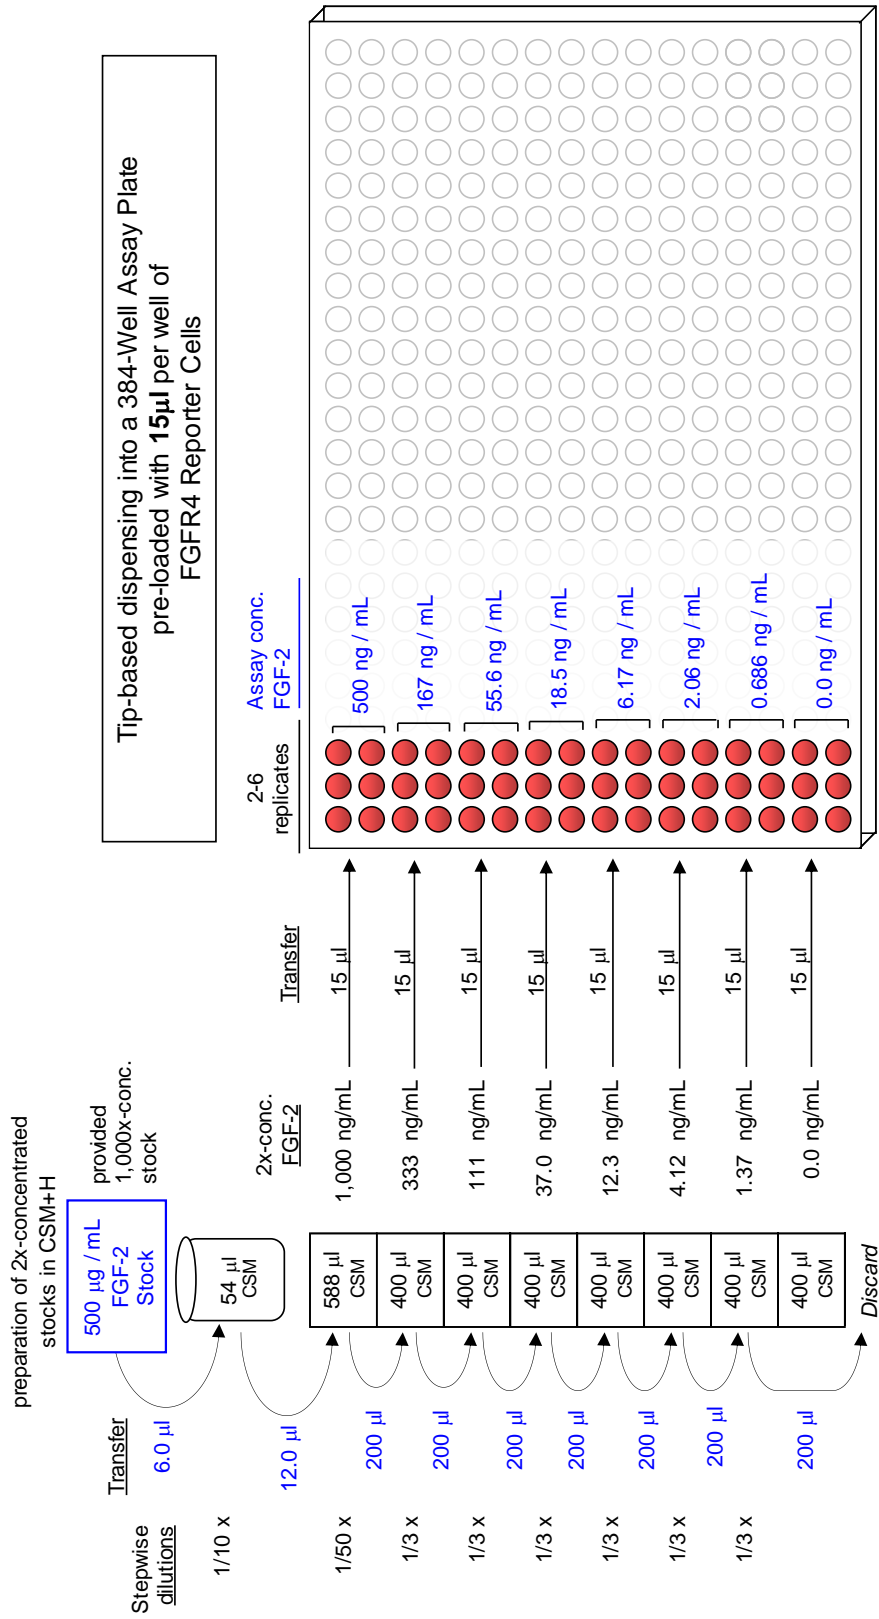 Tip-based dispensing into a 384-Well Assay Plate
pre-loaded with 15µl per well of
FGFR4 Reporter Cells
preparation of 2x-concentrated
stocks in CSM+H
Stepwise
dilutions
Transfer
500 µg / mL
FGF-2
Stock
provided
1,000x-conc.
stock
1/10 x
6.0 µl
54 µl
CSM
12.0 µl
2x-conc.
FGF-2
Transfer
2-6
replicates
Assay conc.
FGF-2
1/50 x
588 µl
CSM
1,000 ng/mL
15 µl
500 ng / mL
200 µl
1/3 x
400 µl
CSM
333 ng/mL
15 µl
167 ng / mL
200 µl
1/3 x
400 µl
CSM
111 ng/mL
15 µl
55.6 ng / mL
200 µl
1/3 x
400 µl
CSM
37.0 ng/mL
15 µl
18.5 ng / mL
200 µl
1/3 x
400 µl
CSM
12.3 ng/mL
15 µl
6.17 ng / mL
200 µl
1/3 x
400 µl
CSM
4.12 ng/mL
15 µl
2.06 ng / mL
200 µl
1/3 x
400 µl
CSM
1.37 ng/mL
15 µl
0.686 ng / mL
200 µl
400 µl
CSM
0.0 ng/mL
15 µl
0.0 ng / mL
Discard